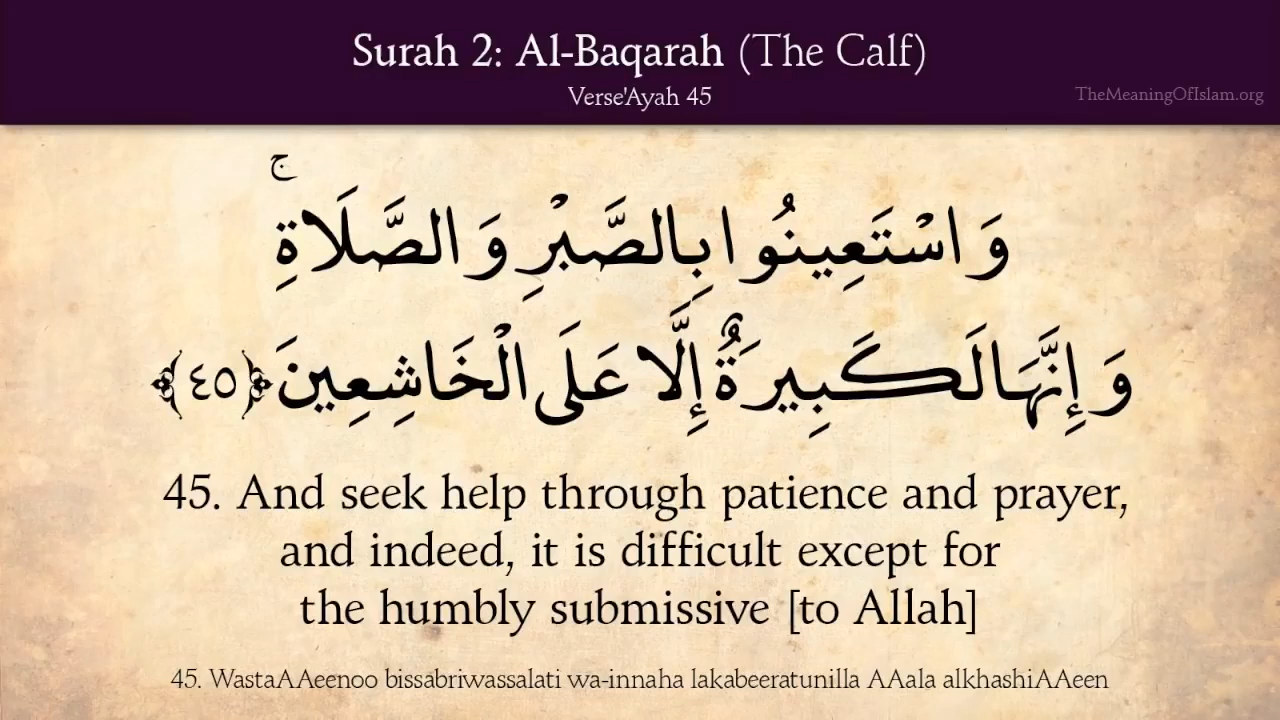 Surah 2: Al-Baqarah (The Calf)
Verse'Ayah 45
TheMeaningOfIslam.org
وَاسْتَعِينُوا بِالصَّبْرِ وَالصَّلَاةِ ۚ
وَإِنَّهَا لَكَبِيرَةٌ إِلَّا عَلَى الْخَاشِعِينَ ﴿٤٥﴾
45. And seek help through patience and prayer,
and indeed, it is difficult except for
the humbly submissive [to Allah]
45. WastaAAeenoo bissabriwassalati wa-innaha lakabeeratunilla AAala alkhashiAAeen